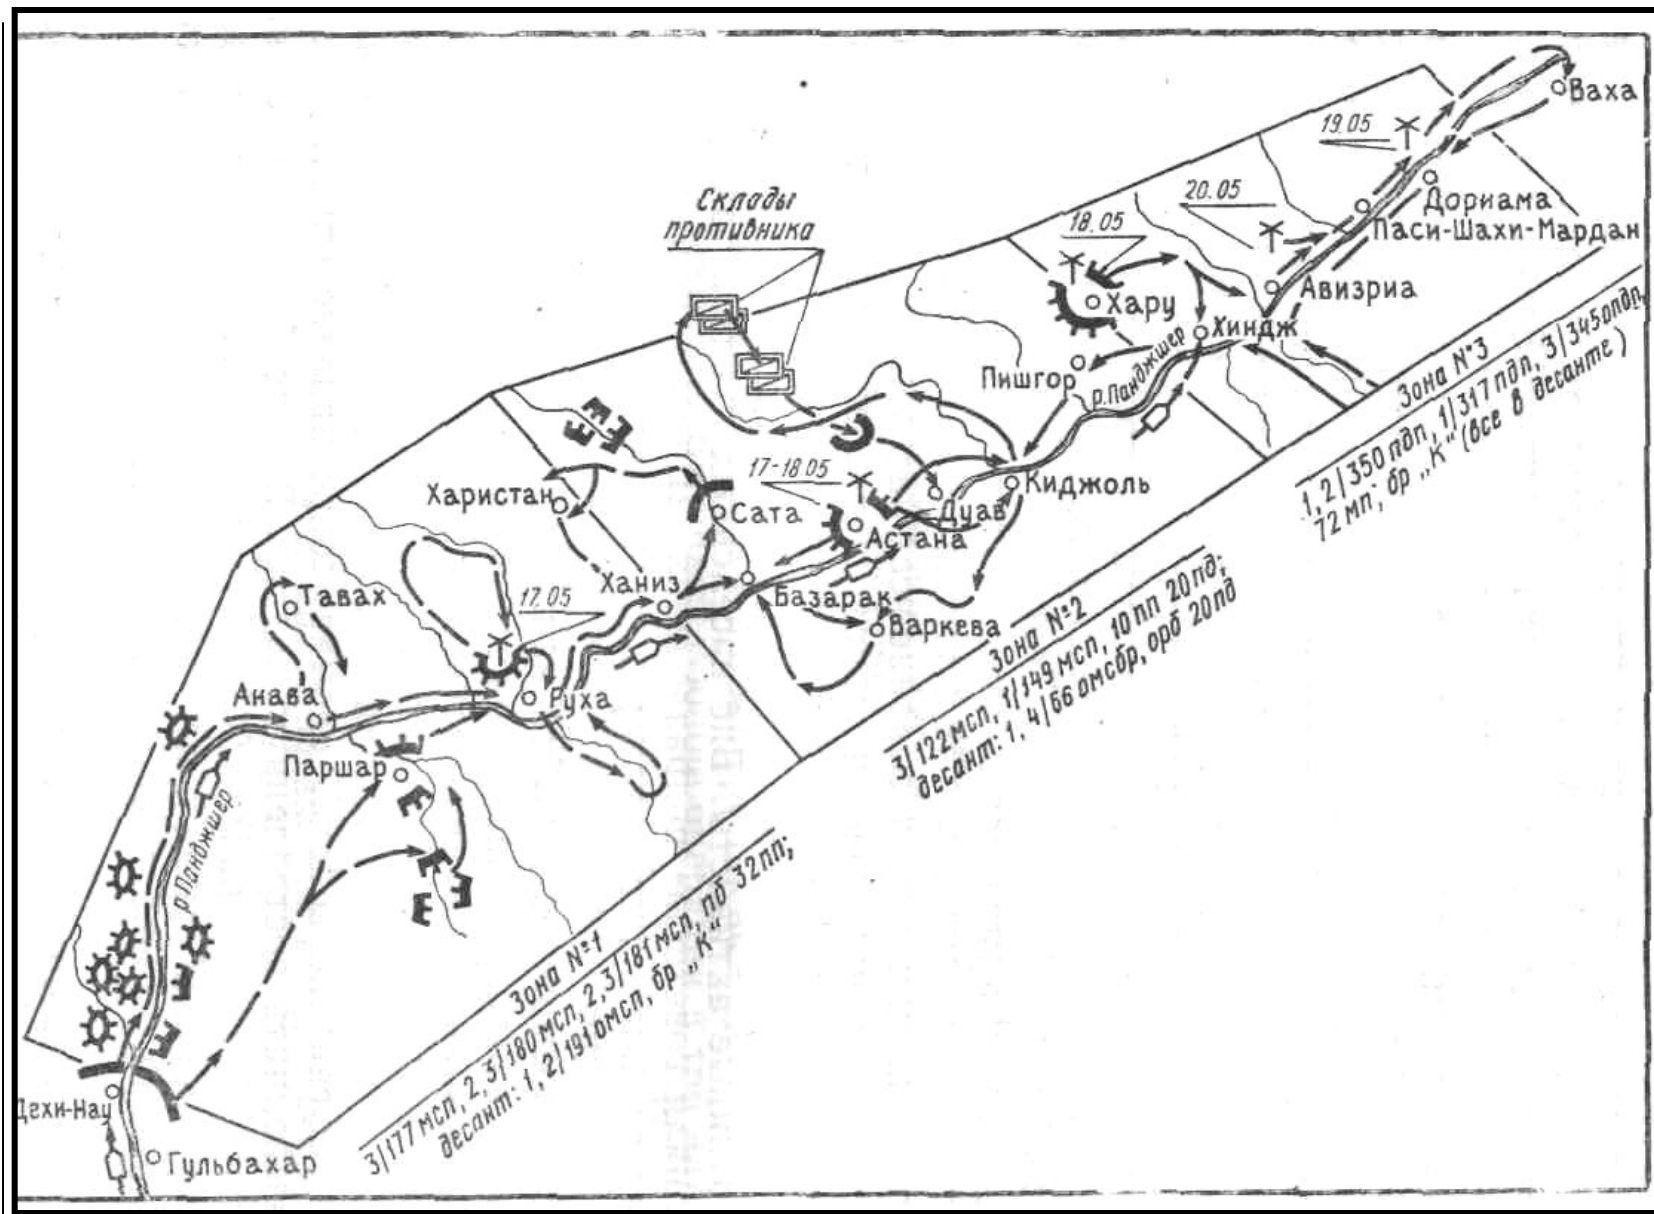 Ваха
19.05
Дориама
20.05
Паси-Шахи-Мардан
Склады
противника
18.05
Авизриа
Хару
Хиндж
р.Панджшер
Пишгор
Зона №3
1,2/350 пдп, 1/317 пдп, 3/345 опдп,
72 мп; бр „К“ (все в десанте)
17-18 05
Киджоль
Харистан
Дуав
Сата
Астана
Ханиз
Тавах
17.05
Базарак
Варкева
Зона №2
3/122 мсп, 1/149 мсп, 10 пп 20 пд;
десант: 1, 4/66 омсбр, орб 20 пд
Анава
Руха
Паршар
р Панджшер
Зона №1
3/177 мсп, 2,3/180 мсп, 2,3/181 мсп, пб 32 пп;
десант: 1, 2/191 омсп, бр „К“
Дехи-Нау
Гульбахар